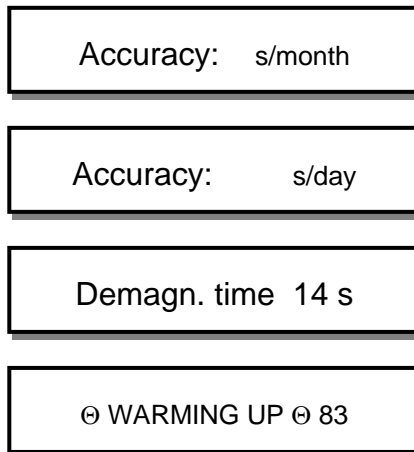 Accuracy: s/month
Accuracy: s/day
Demagn. time 14 s
Θ WARMING UP Θ 83